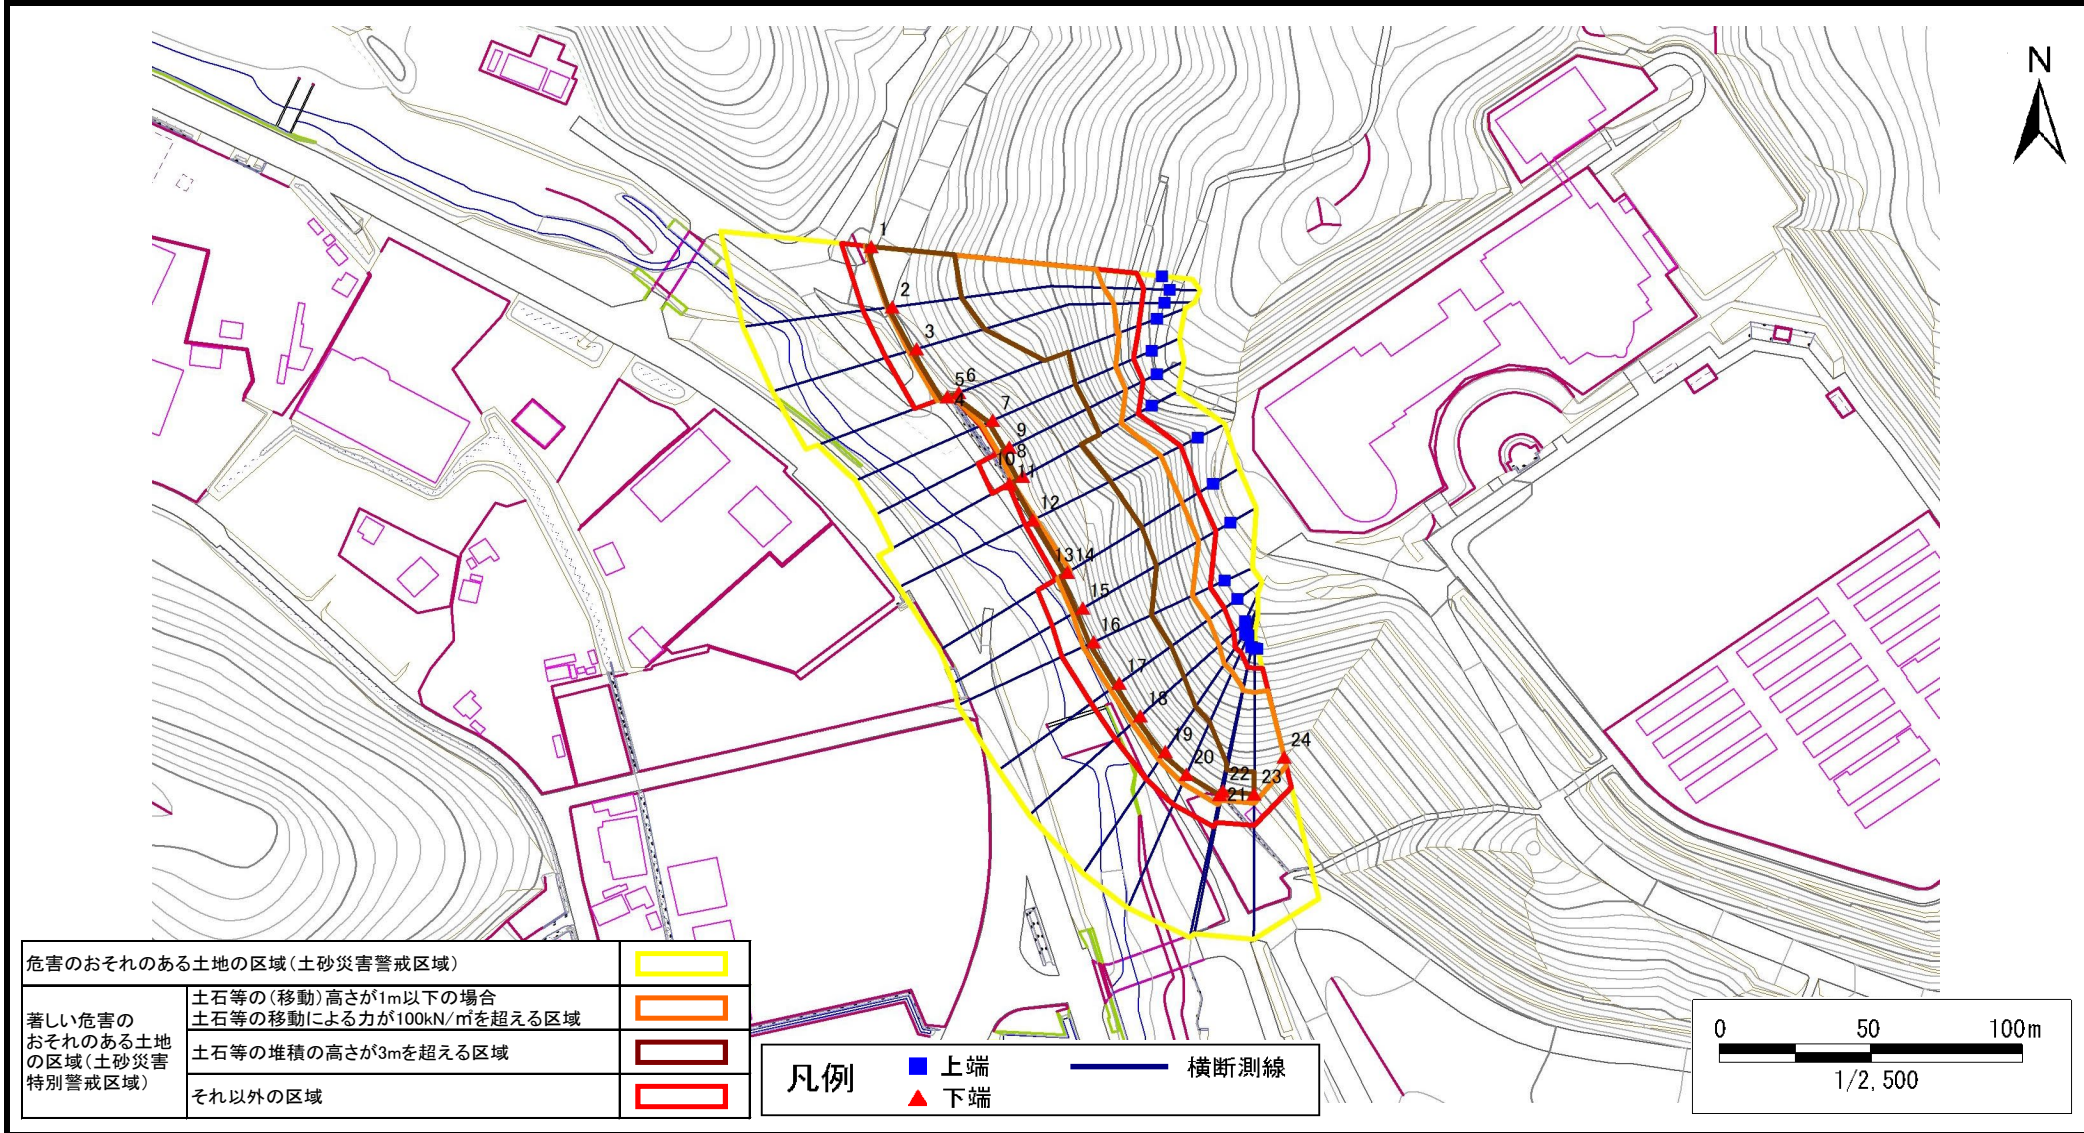 N
1
2
3
5 6
4
7
9
8
10
11
12
13 14
15
16
17
18
19
20
24
22
23
21
危害のおそれのある土地の区域(土砂災害警戒区域)
著しい危害の
おそれのある土地
の区域(土砂災害
特別警戒区域)
土石等の(移動)高さが1m以下の場合
土石等の移動による力が100kN/㎡を超える区域
土石等の堆積の高さが3mを超える区域
それ以外の区域
凡例
上端
下端
横断測線
0 50 100m
1/2,500